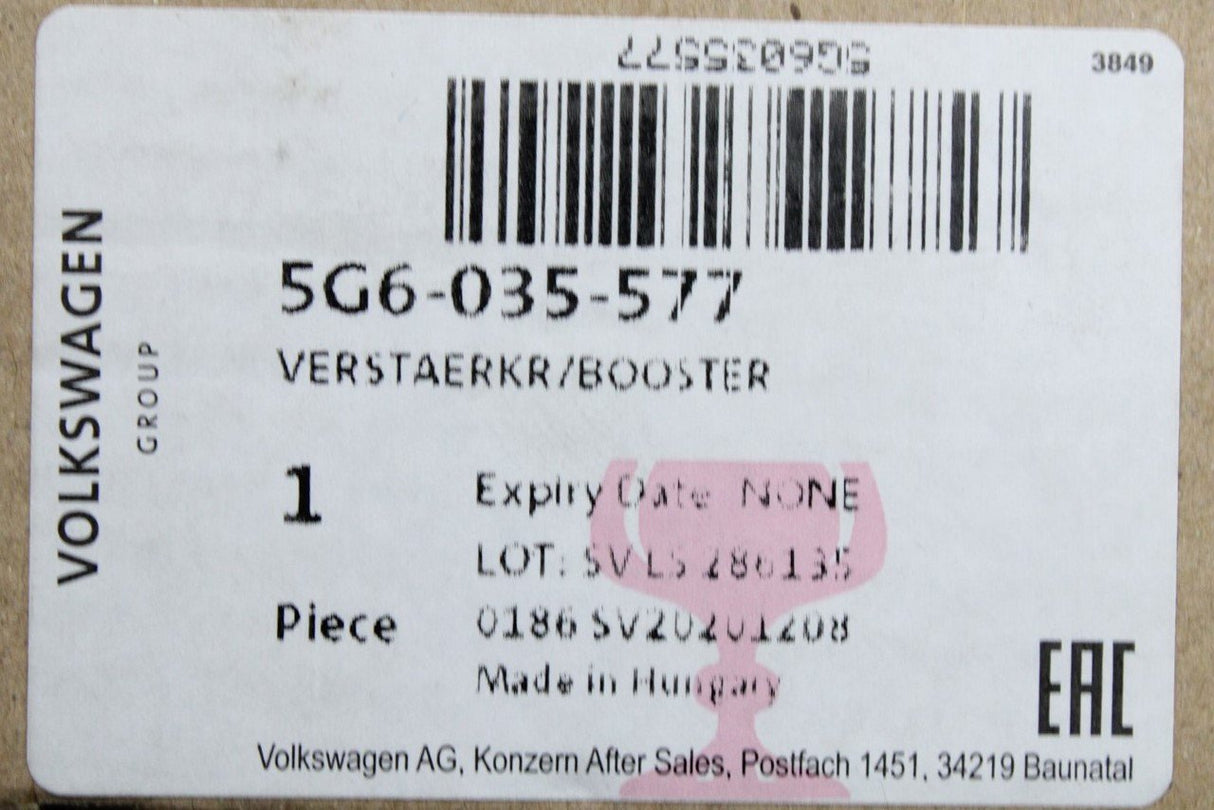 5G6035577
3849
VOLKSWAGEN
GROUP
5G6-035-577
VERSTAERKR/BOOSTER
1
Expiry Date NONE
LOT: SV LS 286135
Piece
0186 SV20201208
Made in Hungary
EAC
Volkswagen AG, Konzern After Sales, Postfach 1451, 34219 Baunatal